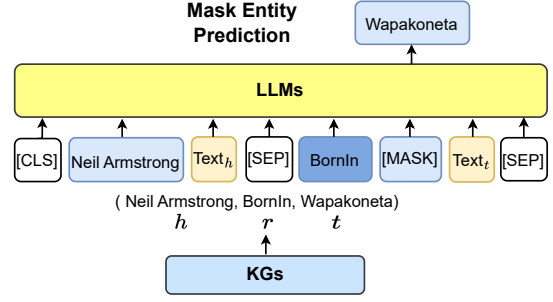 Mask Entity
Prediction
Wapakoneta
LLMs
[CLS] Neil Armstrong Text_h [SEP] BornIn [MASK] Text_t [SEP]
( Neil Armstrong, BornIn, Wapakoneta)
h r t
KGs